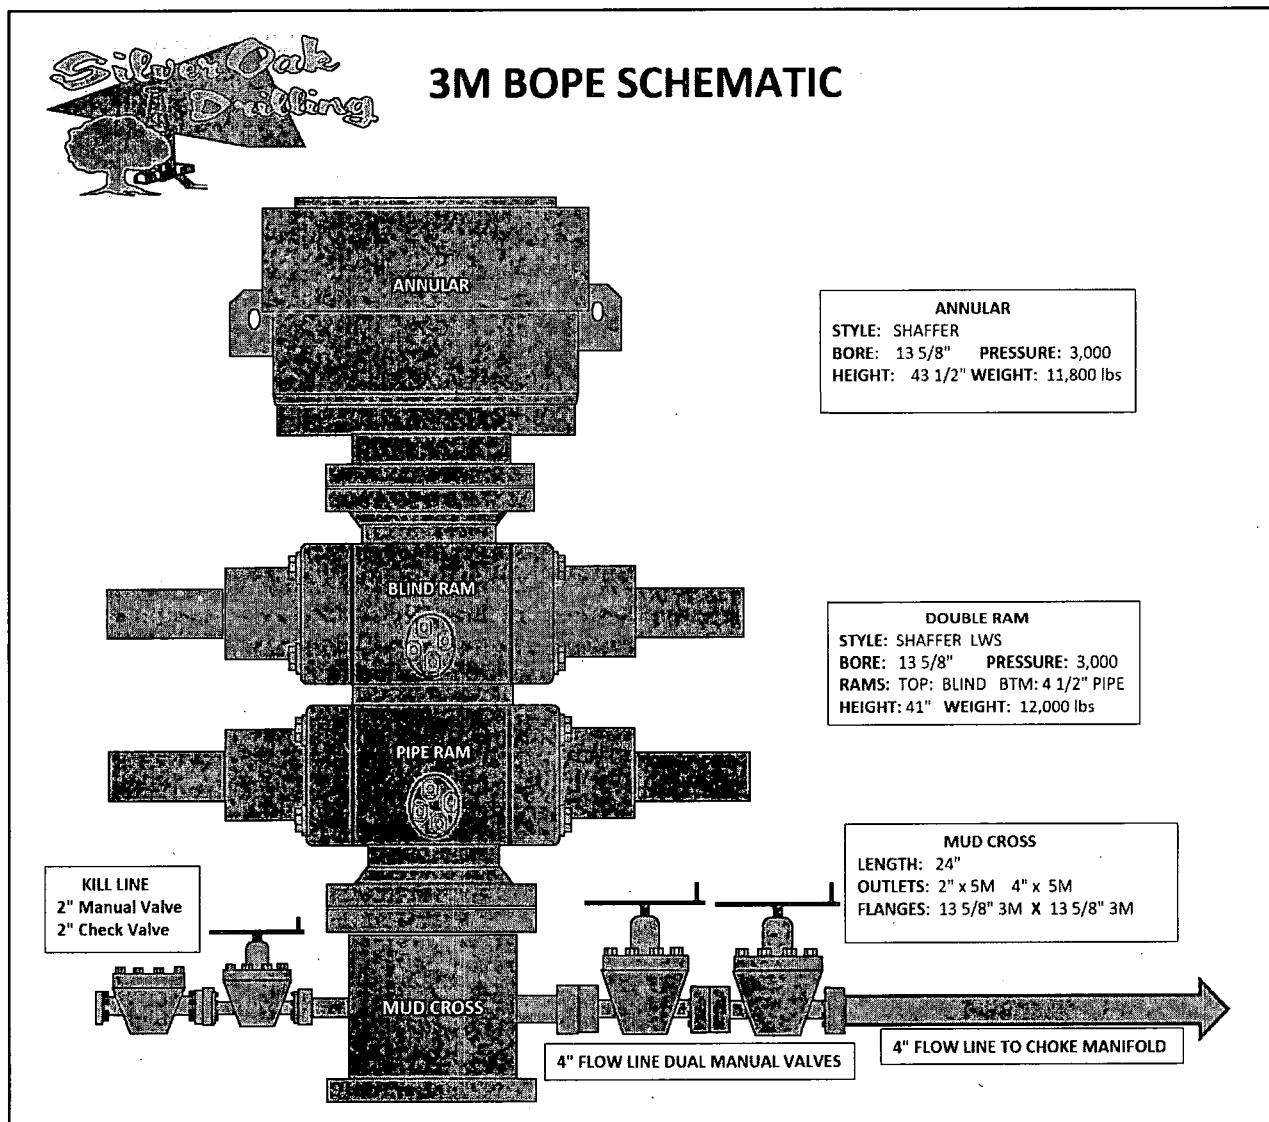 Silver Oak
Drilling
3M BOPE SCHEMATIC
ANNULAR
ANNULAR
STYLE: SHAFFER
BORE: 13 5/8" PRESSURE: 3,000
HEIGHT: 43 1/2" WEIGHT: 11,800 lbs
BLIND RAM
DOUBLE RAM
STYLE: SHAFFER LWS
BORE: 13 5/8" PRESSURE: 3,000
RAMS: TOP: BLIND BTM: 4 1/2" PIPE
HEIGHT: 41" WEIGHT: 12,000 lbs
PIPE RAM
MUD CROSS
LENGTH: 24"
OUTLETS: 2" x 5M 4" x 5M
FLANGES: 13 5/8" 3M X 13 5/8" 3M
KILL LINE
2" Manual Valve
2" Check Valve
MUD CROSS
4" FLOW LINE DUAL MANUAL VALVES
4" FLOW LINE TO CHOKE MANIFOLD